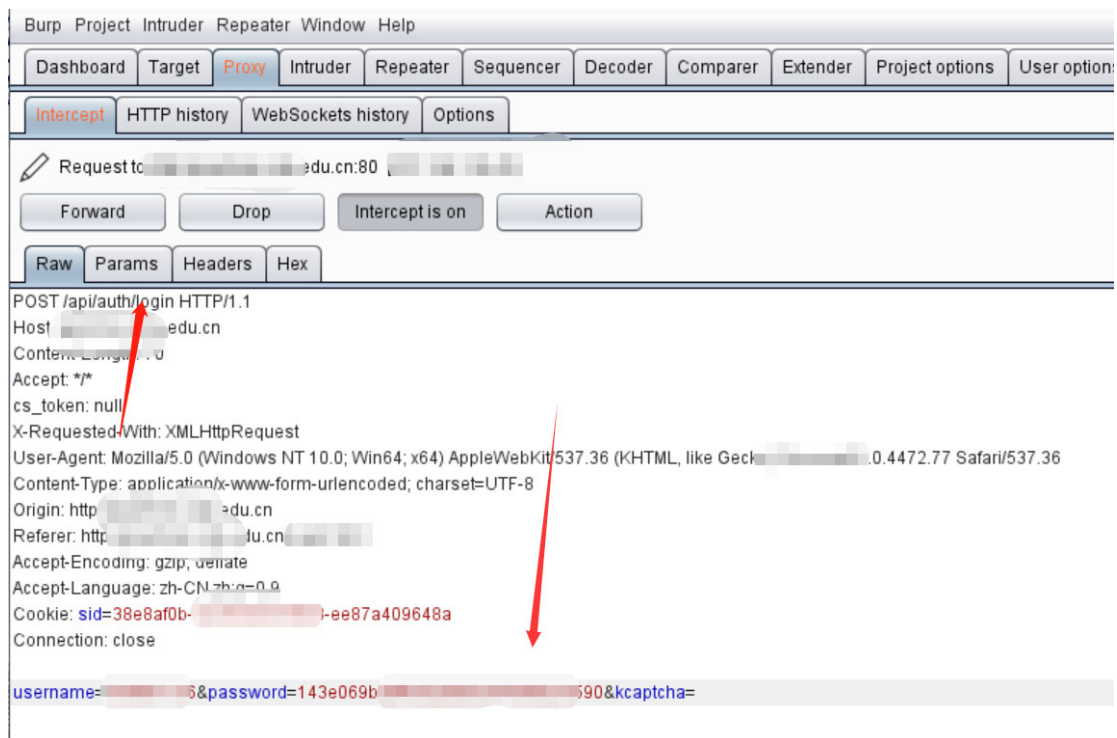 Burp Project Intruder Repeater Window Help
Dashboard Target Proxy Intruder Repeater Sequencer Decoder Comparer Extender Project options User options
Intercept HTTP history WebSockets history Options
Request to edu.cn:80
Forward Drop Intercept is on Action
Raw Params Headers Hex
POST /api/auth/login HTTP/1.1
Host edu.cn
Accept: */*
cs_token: null
X-Requested-With: XMLHttpRequest
User-Agent: Mozilla/5.0 (Windows NT 10.0; Win64; x64) AppleWebKit/537.36 (KHTML, like Geck .0.4472.77 Safari/537.36
Content-Type: application/x-www-form-urlencoded; charset=UTF-8
Origin: http edu.cn
Referer: http du.cn
Accept-Encoding: gzip, deflate
Accept-Language: zh-CN,zh;q=0.9
Cookie: sid=38e8af0b- -ee87a409648a
Connection: close
username= 6&password=143e069b 590&kcaptcha=